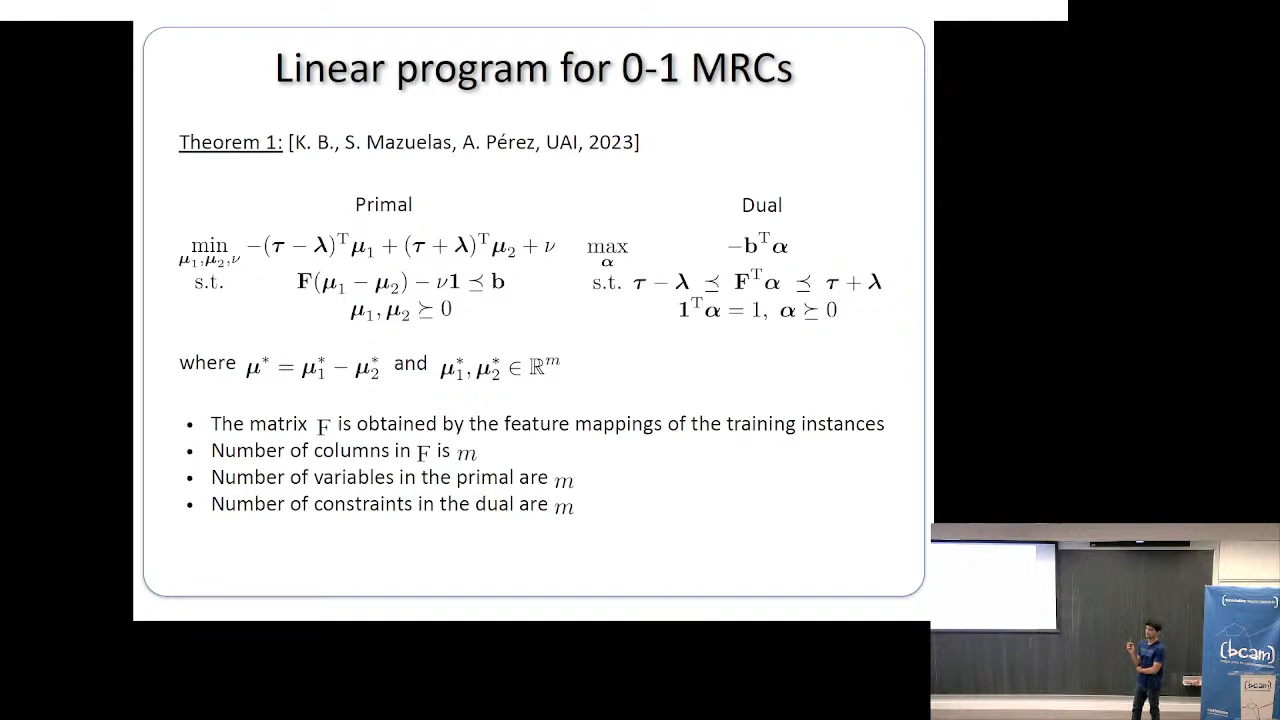 Linear program for 0-1 MRCs
Theorem 1: [K. B., S. Mazuelas, A. Pérez, UAI, 2023]
Primal
min μ₁,μ₂,ν −(τ − λ)ᵀμ₁ + (τ + λ)ᵀμ₂ + ν
s.t. F(μ₁ − μ₂) − ν1 ⪯ b
μ₁, μ₂ ⪰ 0
Dual
max α −bᵀα
s.t. τ − λ ⪯ Fᵀα ⪯ τ + λ
1ᵀα = 1, α ⪰ 0
where μ* = μ₁* − μ₂* and μ₁*, μ₂* ∈ ℝᵐ
• The matrix F is obtained by the feature mappings of the training instances
• Number of columns in F is m
• Number of variables in the primal are m
• Number of constraints in the dual are m
(bcam)
(bcam)